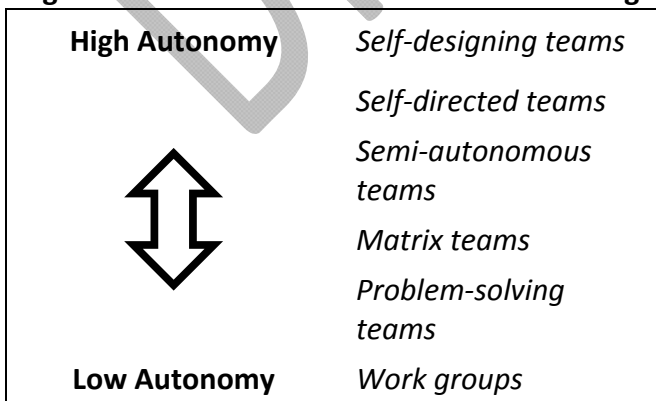 High Autonomy Self-designing teams
Self-directed teams
Semi-autonomous
teams
Matrix teams
Problem-solving
teams
Low Autonomy Work groups